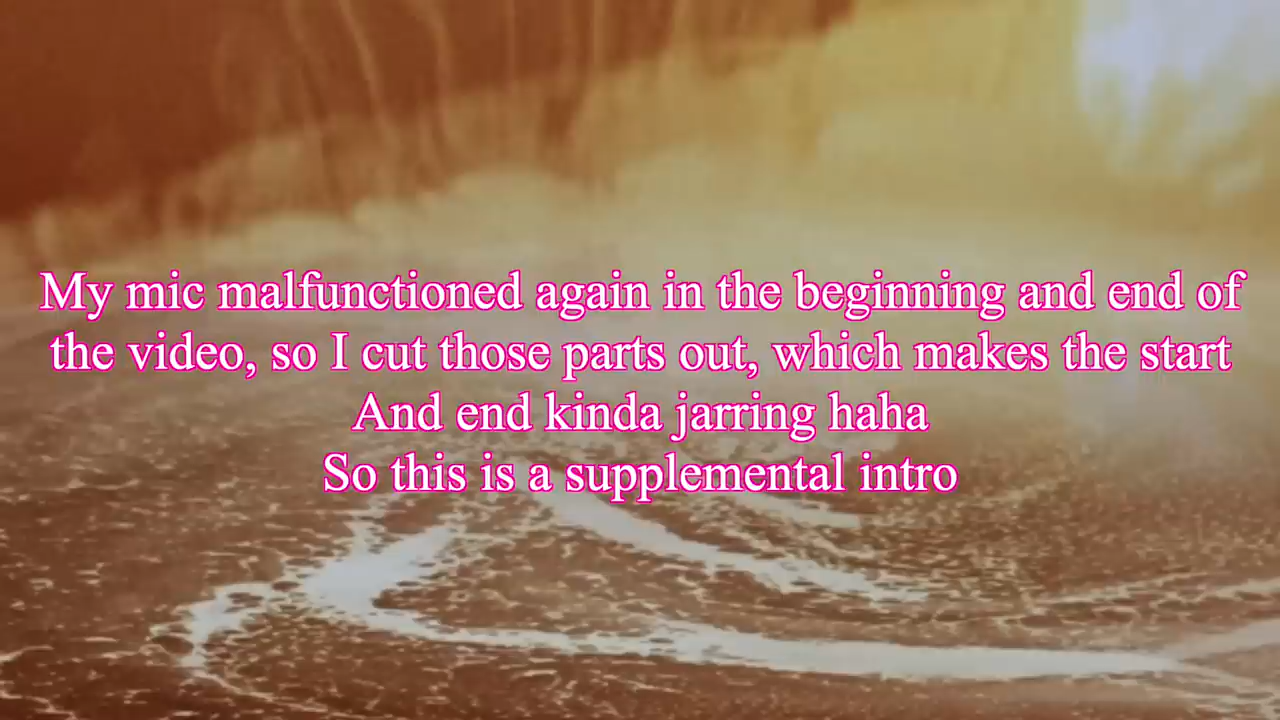 My mic malfunctioned again in the beginning and end of
the video, so I cut those parts out, which makes the start
And end kinda jarring haha
So this is a supplemental intro